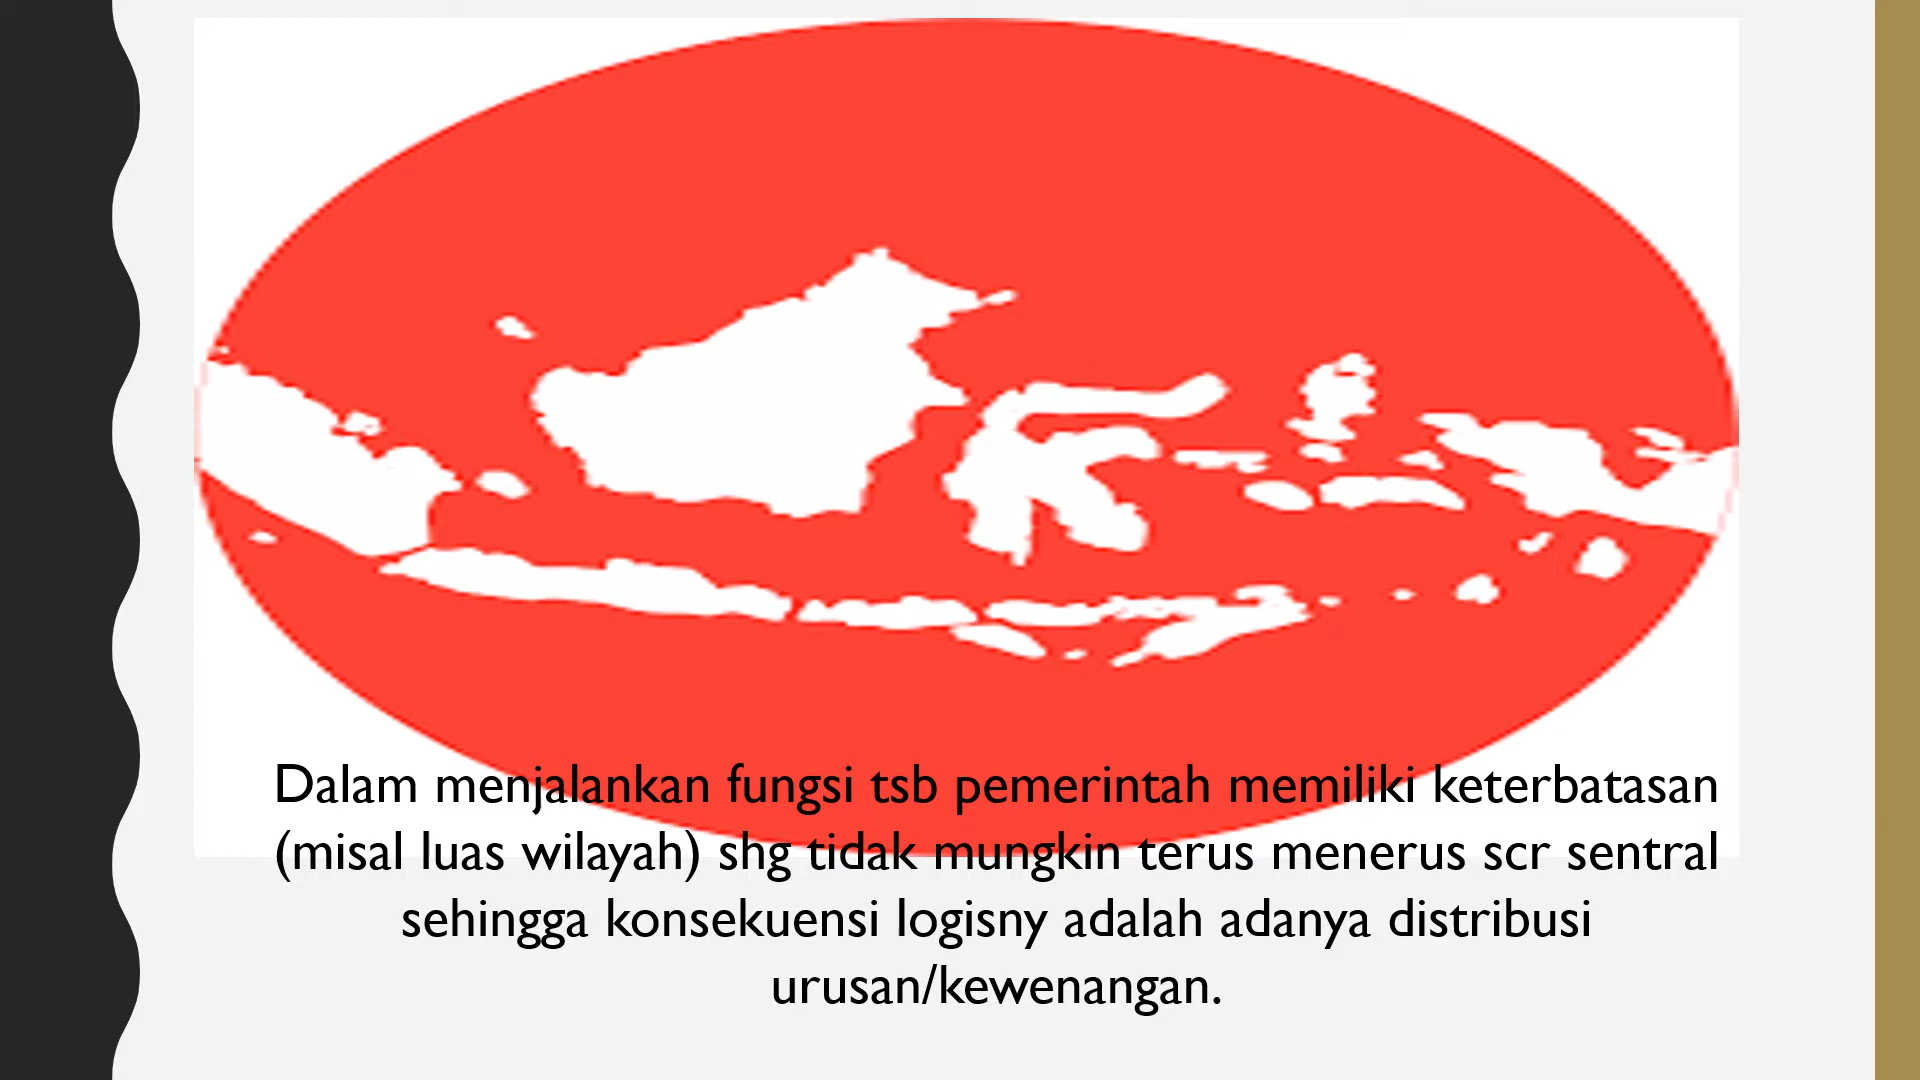 Dalam menjalankan fungsi tsb pemerintah memiliki keterbatasan
(misal luas wilayah) shg tidak mungkin terus menerus scr sentral
sehingga konsekuensi logisny adalah adanya distribusi
urusan/kewenangan.